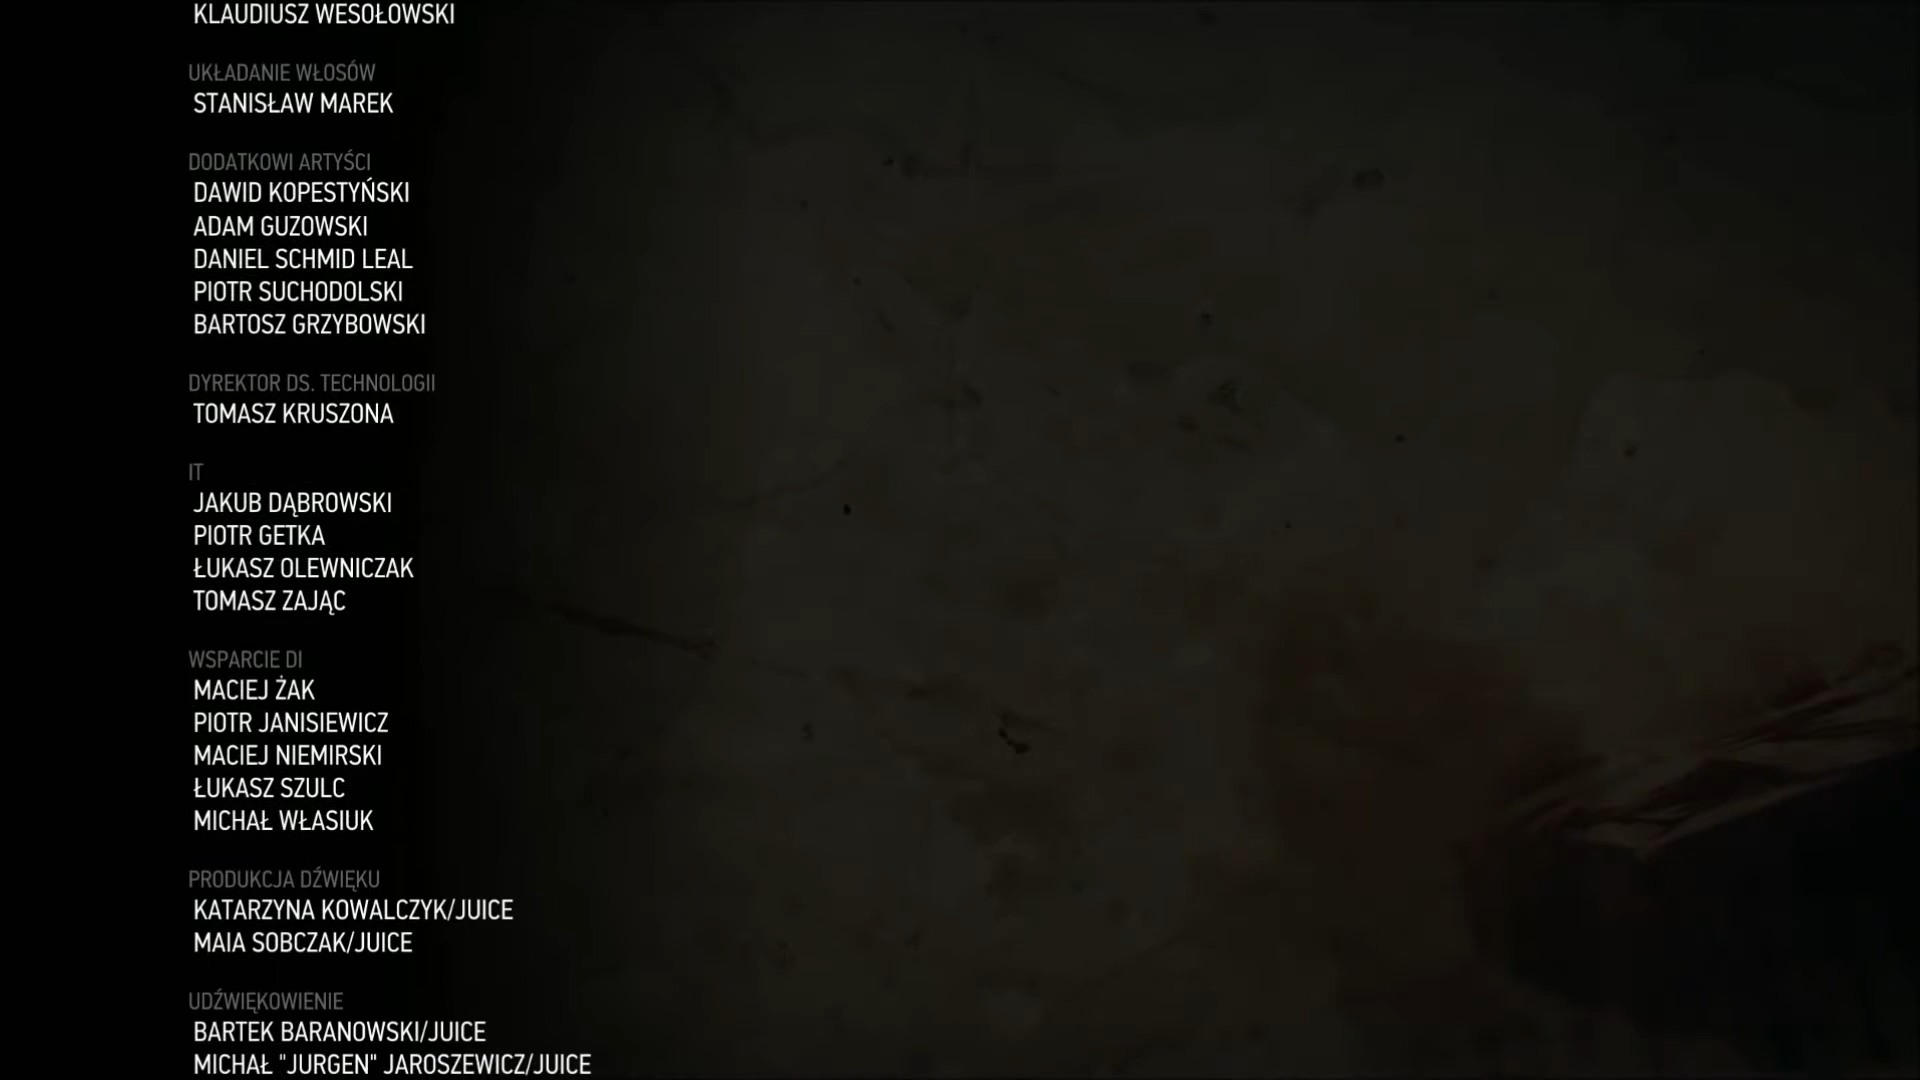 KLAUDIUSZ WESOŁOWSKI
UKŁADANIE WŁOSÓW
STANISŁAW MAREK
DODATKOWI ARTYŚCI
DAWID KOPESTYŃSKI
ADAM GUZOWSKI
DANIEL SCHMID LEAL
PIOTR SUCHODOLSKI
BARTOSZ GRZYBOWSKI
DYREKTOR DS. TECHNOLOGII
TOMASZ KRUSZONA
IT
JAKUB DĄBROWSKI
PIOTR GETKA
ŁUKASZ OLEWNICZAK
TOMASZ ZAJĄC
WSPARCIE DI
MACIEJ ŻAK
PIOTR JANISIEWICZ
MACIEJ NIEMIRSKI
ŁUKASZ SZULC
MICHAŁ WŁASIUK
PRODUKCJA DŹWIĘKU
KATARZYNA KOWALCZYK/JUICE
MAIA SOBCZAK/JUICE
UDŹWIĘKOWIENIE
BARTEK BARANOWSKI/JUICE
MICHAŁ "JURGEN" JAROSZEWICZ/JUICE